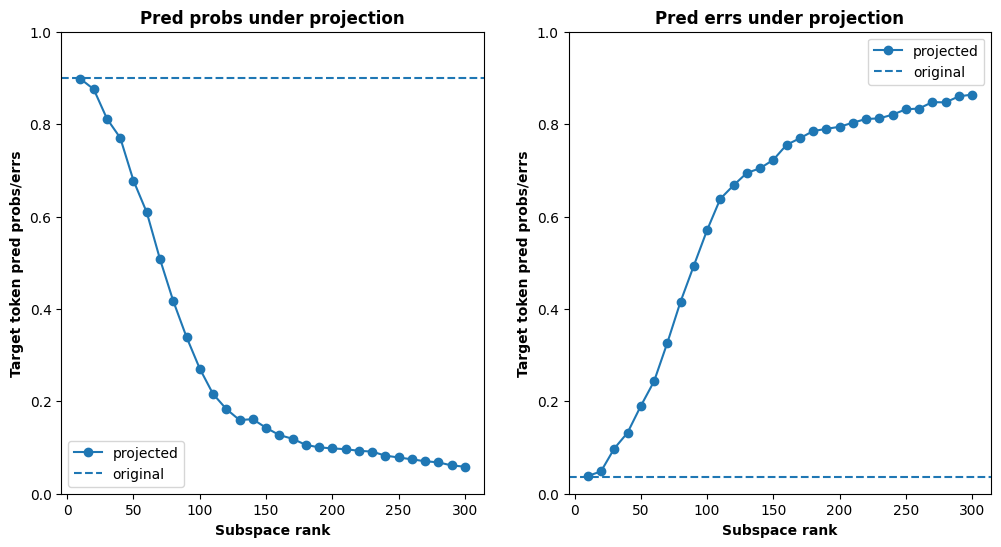 Pred probs under projection
Target token pred probs/errs
1.0
0.8
0.6
0.4
0.2
0.0
projected
original
0 50 100 150 200 250 300
Subspace rank
Pred errs under projection
Target token pred probs/errs
1.0
0.8
0.6
0.4
0.2
0.0
projected
original
0 50 100 150 200 250 300
Subspace rank